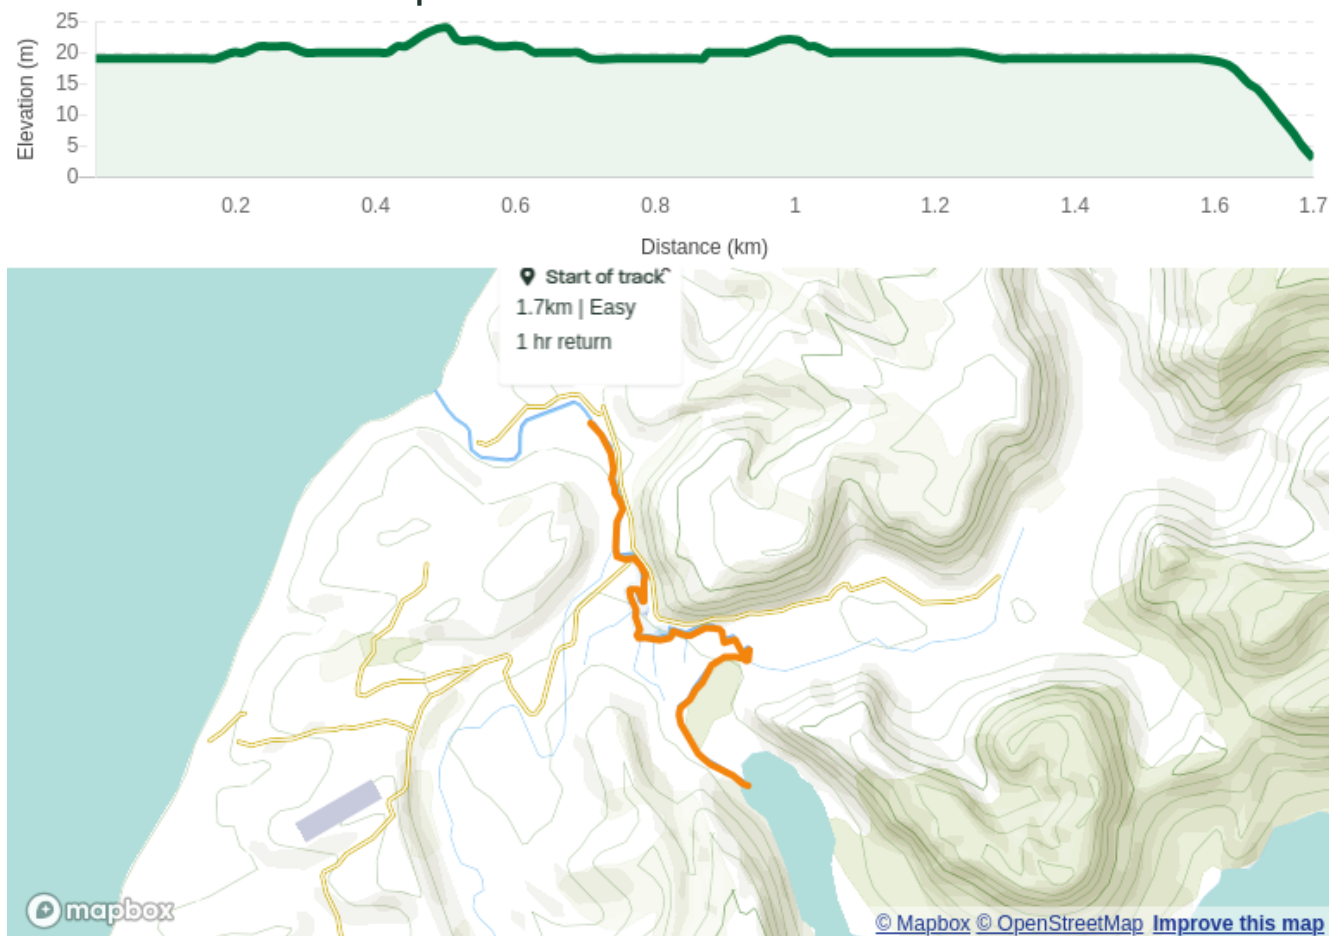 25
20
15
10
5
0
Elevation (m)
0.2 0.4 0.6 0.8 1 1.2 1.4 1.6 1.7
Distance (km)
Start of track
1.7km | Easy
1 hr return
mapbox
© Mapbox © OpenStreetMap Improve this map